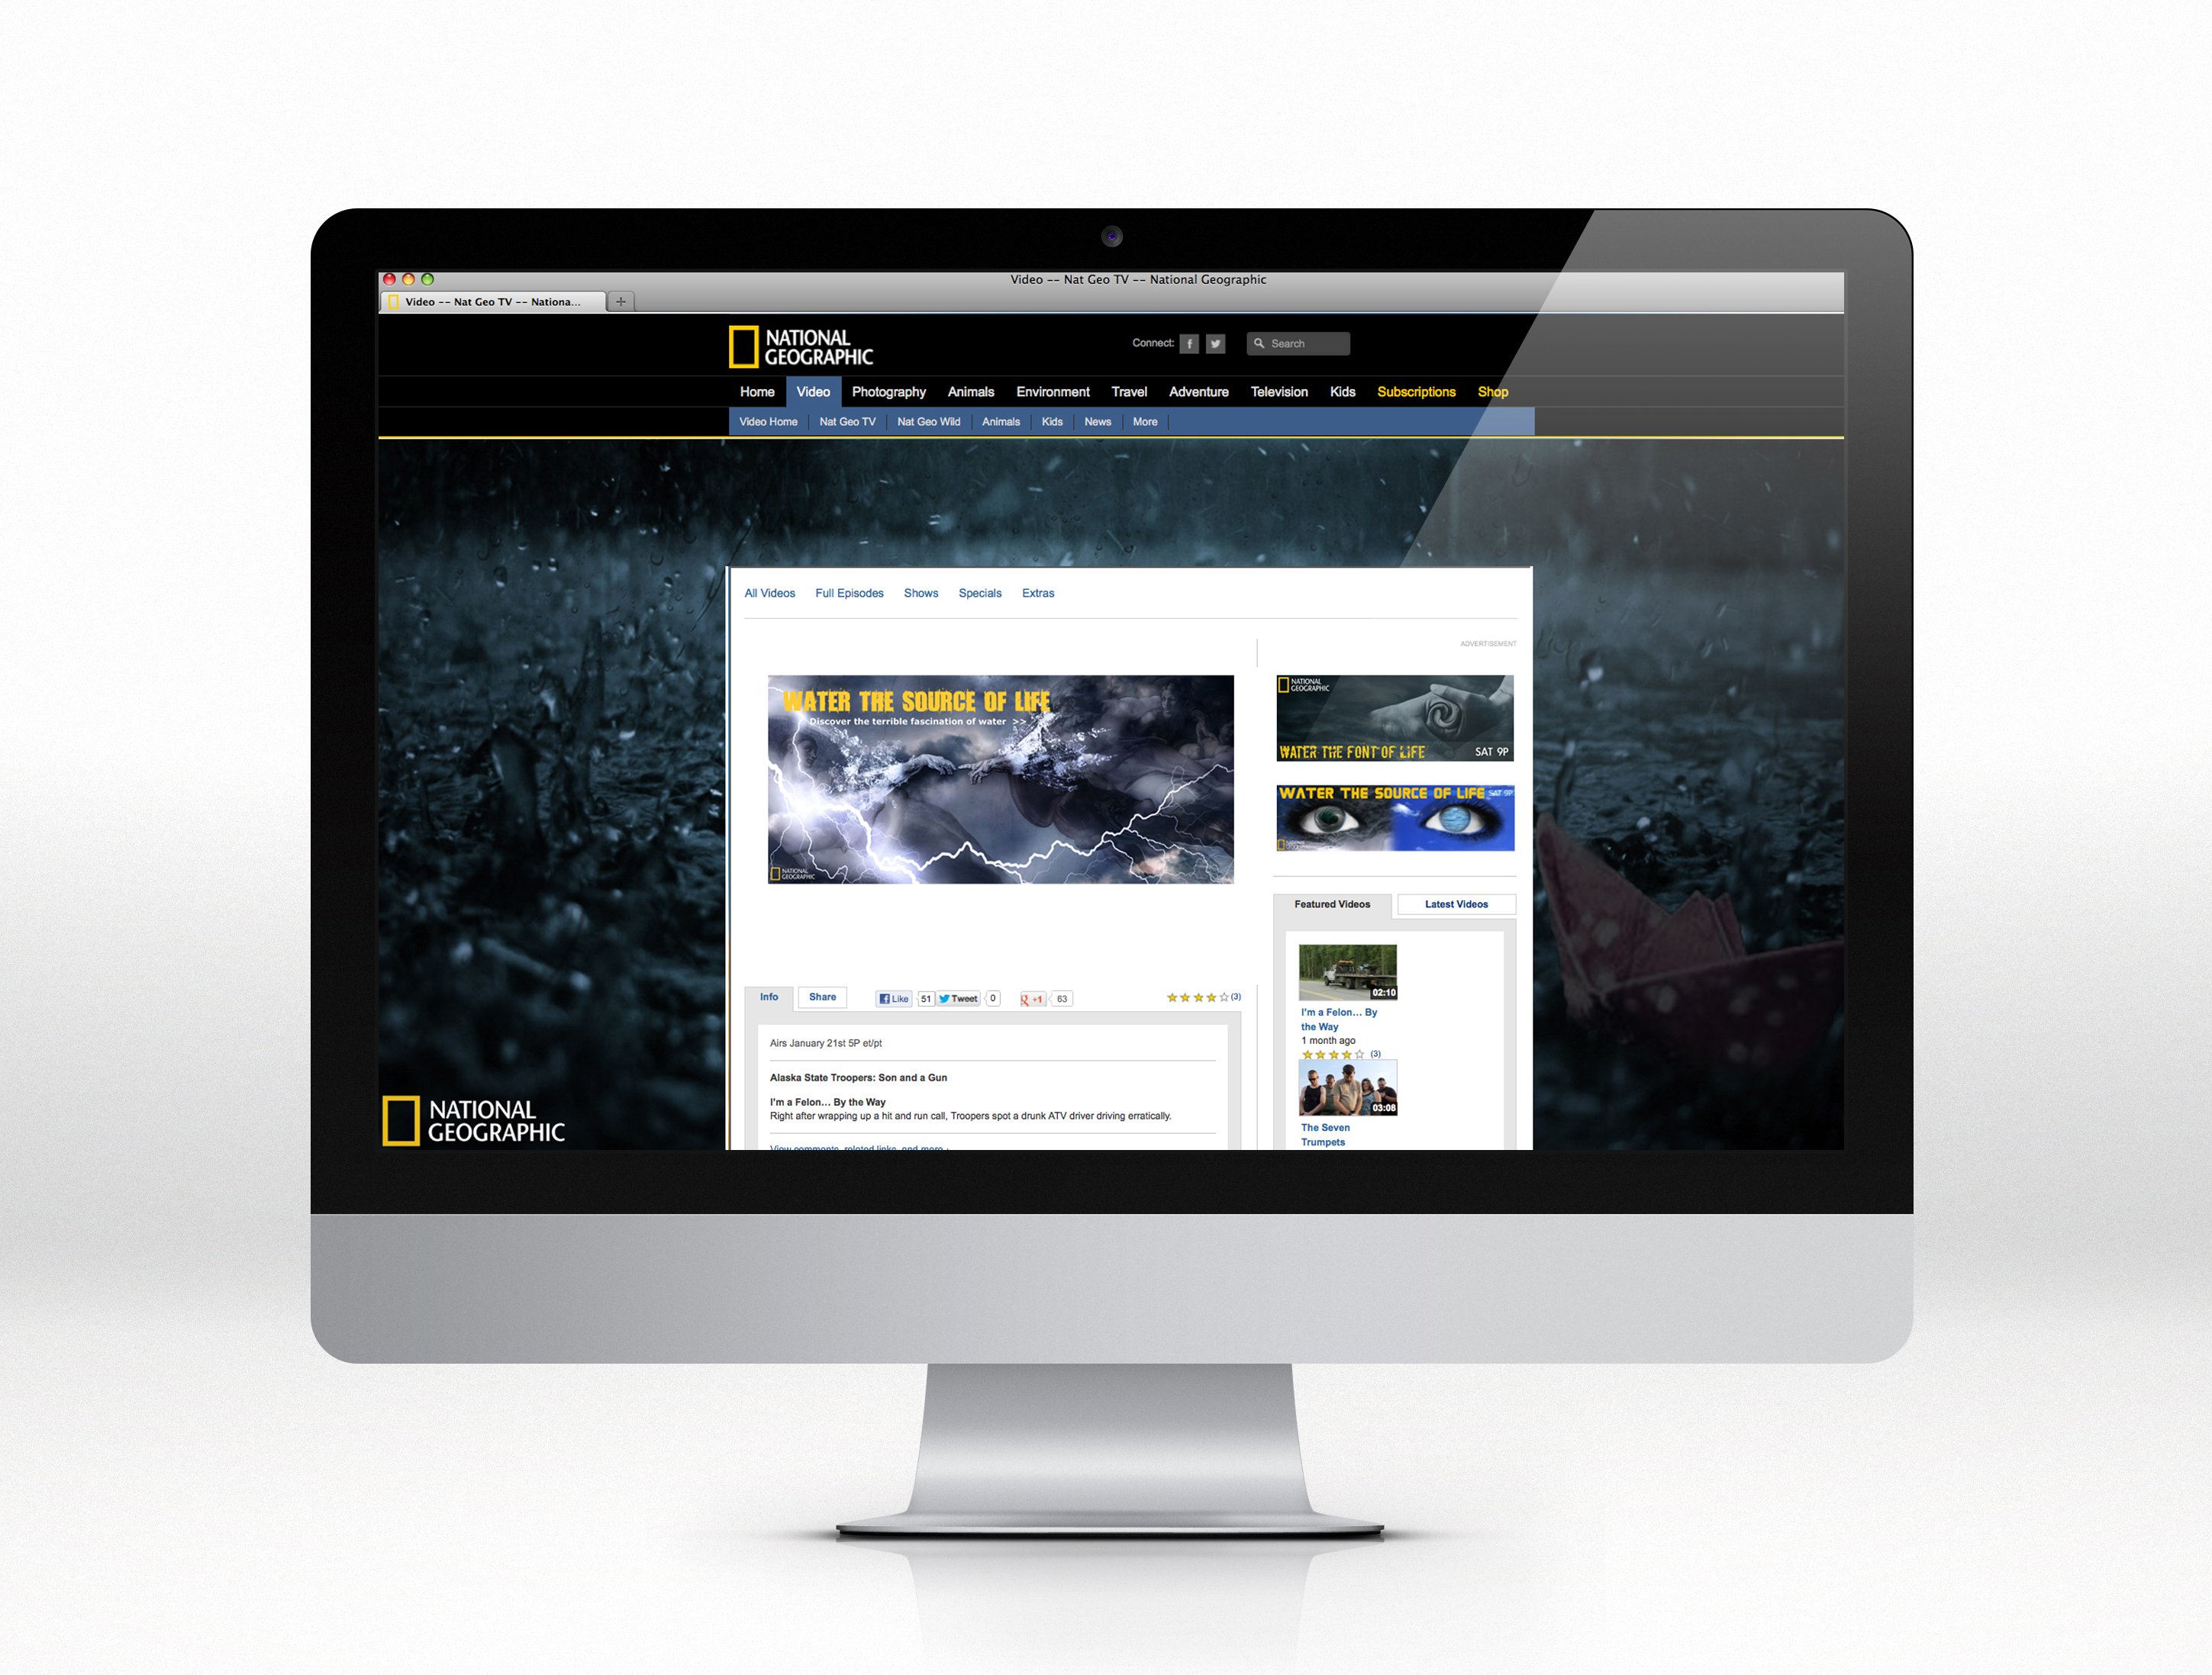 Video -- Nat Geo TV -- National Geographic
Video -- Nat Geo TV -- Nationa...
NATIONAL
GEOGRAPHIC
Connect:
Search
Home Video Photography Animals Environment Travel Adventure Television Kids Subscriptions Shop
Video Home Nat Geo TV Nat Geo Wild Animals Kids News More
All Videos Full Episodes Shows Specials Extras
ADVERTISEMENT
WATER THE SOURCE OF LIFE
Discover the terrible fascination of water >>
NATIONAL
GEOGRAPHIC
NATIONAL
GEOGRAPHIC
WATER THE FONT OF LIFE SAT 9P
WATER THE SOURCE OF LIFE SAT 9P
Featured Videos Latest Videos
02:10
I'm a Felon... By
the Way
1 month ago
(3)
03:08
The Seven
Trumpets
Info Share Like 51 Tweet 0 +1 63 (3)
Airs January 21st 5P et/pt
Alaska State Troopers: Son and a Gun
I'm a Felon... By the Way
Right after wrapping up a hit and run call, Troopers spot a drunk ATV driver driving erratically.
View comments, related links, and more
NATIONAL
GEOGRAPHIC